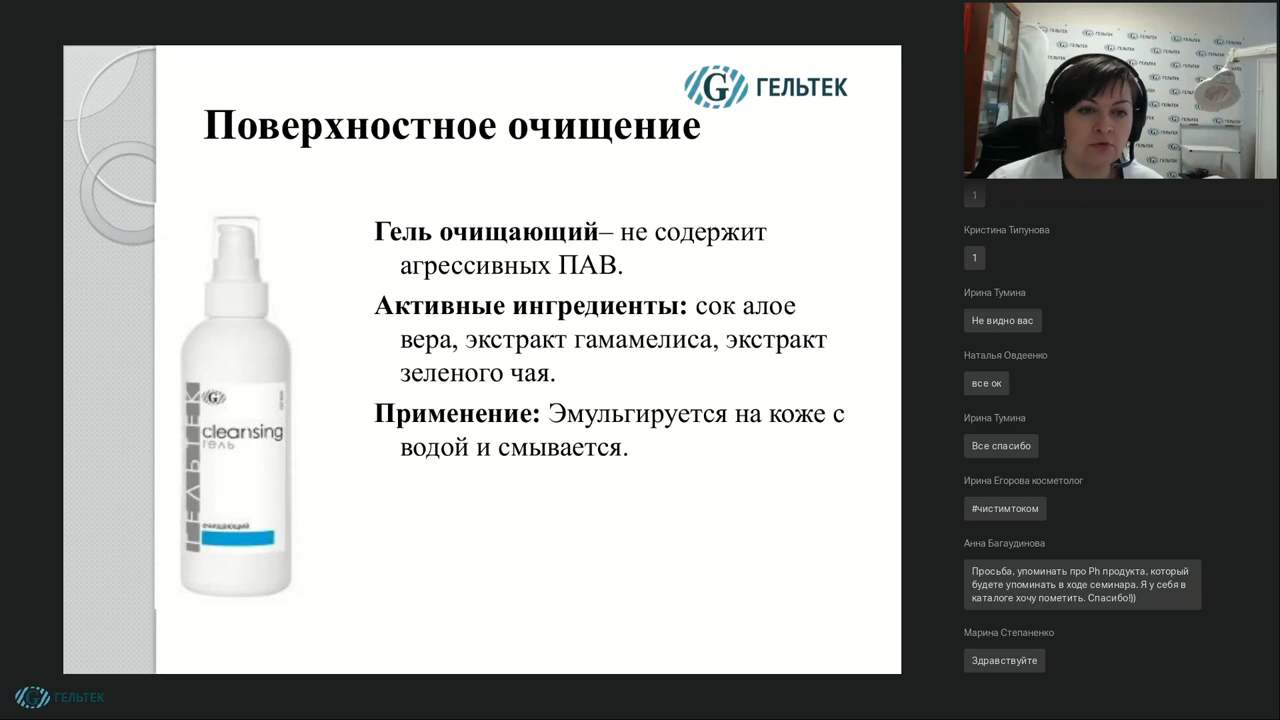 ГЕЛЬТЕК
Поверхностное очищение
Гель очищающий– не содержит
агрессивных ПАВ.
Активные ингредиенты: сок алое
вера, экстракт гамамелиса, экстракт
зеленого чая.
Применение: Эмульгируется на коже с
водой и смывается.
ГЕЛЬТЕК
G
cleansing
гель
очищающий
ГЕЛЬТЕК
1
Кристина Типунова
1
Ирина Тумина
Не видно вас
Наталья Овдеенко
все ок
Ирина Тумина
Все спасибо
Ирина Егорова косметолог
#чистимтоком
Анна Багаудинова
Просьба, упоминать про Ph продукта, который
будете упоминать в ходе семинара. Я у себя в
каталоге хочу пометить. Спасибо!))
Марина Степаненко
Здравствуйте
ГЕЛЬТЕК